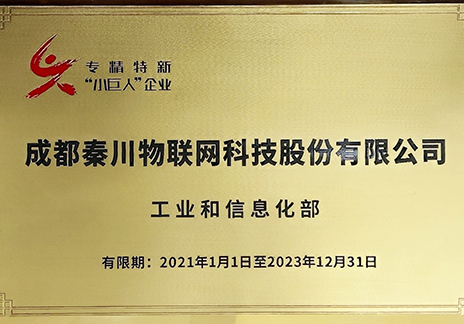 专精特新
“小巨人”企业
成都秦川物联网科技股份有限公司
工业和信息化部
有限期：2021年1月1日至2023年12月31日